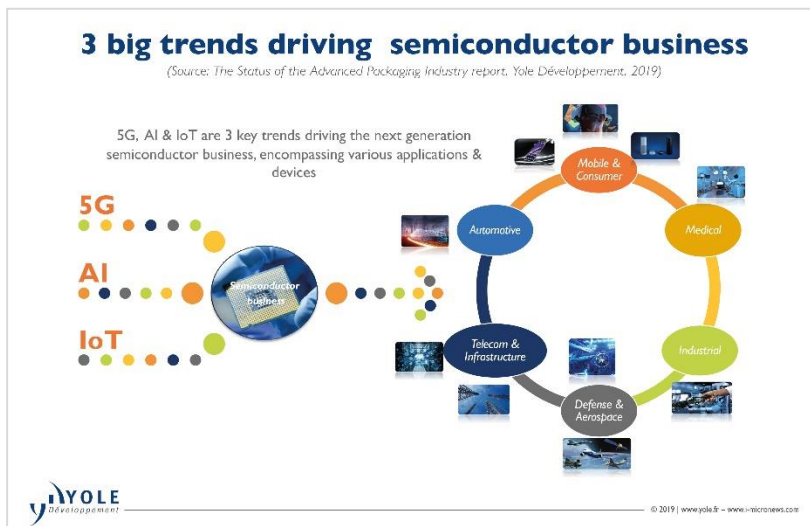 3 big trends driving semiconductor business
(Source: The Status of the Advanced Packaging Industry report, Yole Développement, 2019)
5G, AI & IoT are 3 key trends driving the next generation
semiconductor business, encompassing various applications &
devices
5G
AI
IoT
Semiconductor
business
Mobile &
Consumer
Automotive
Medical
Telecom &
Infrastructure
Industrial
Defense &
Aerospace
YOLE
Développement
© 2019 | www.yole.fr – www.i-micronews.com